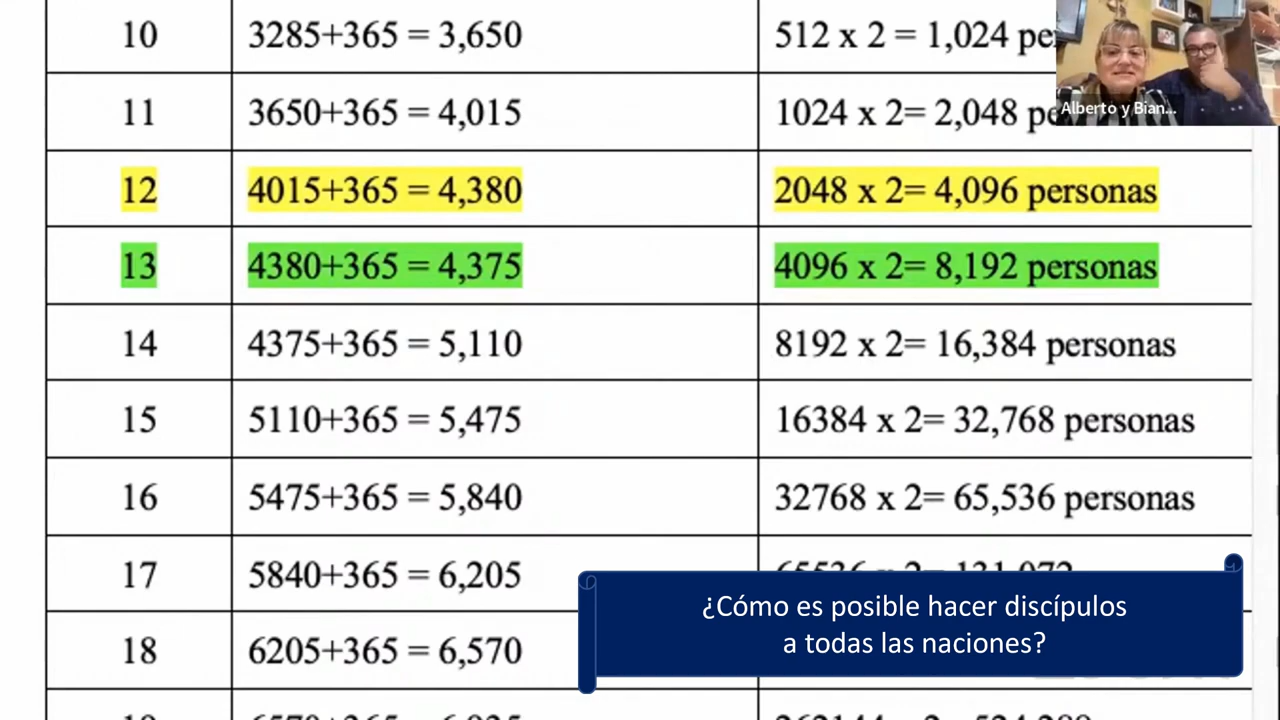 10 3285+365 = 3,650 512 x 2 = 1,024
11 3650+365 = 4,015 1024 x 2= 2,048
Alberto y Bian...
12 4015+365 = 4,380 2048 x 2= 4,096 personas
13 4380+365 = 4,375 4096 x 2= 8,192 personas
14 4375+365 = 5,110 8192 x 2= 16,384 personas
15 5110+365 = 5,475 16384 x 2= 32,768 personas
16 5475+365 = 5,840 32768 x 2= 65,536 personas
17 5840+365 = 6,205
18 6205+365 = 6,570
¿Cómo es posible hacer discípulos
a todas las naciones?